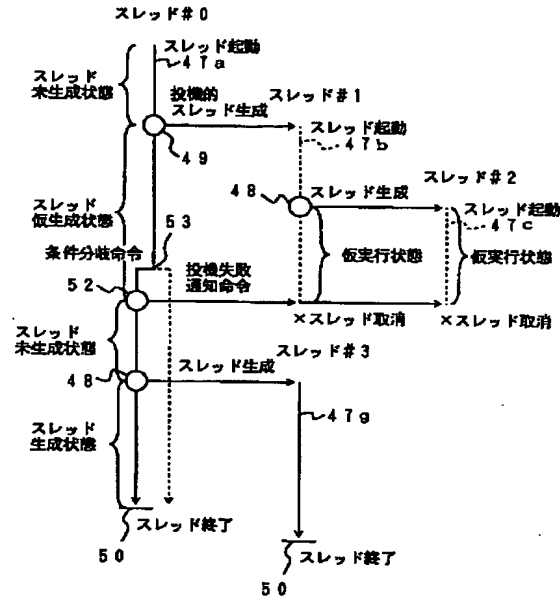 スレッド＃０
スレッド起動
４７ａ
スレッド
未生成状態
投機的
スレッド生成
スレッド＃１
スレッド起動
４７ｂ
４９
スレッド＃２
４８
スレッド生成
スレッド起動
４７ｃ
スレッド
仮生成状態
５３
仮実行状態
仮実行状態
条件分岐命令
投機失敗
通知命令
５２
×スレッド取消
×スレッド取消
スレッド
未生成状態
スレッド＃３
スレッド生成
４８
４７ｇ
スレッド
生成状態
スレッド終了
５０
スレッド終了
５０